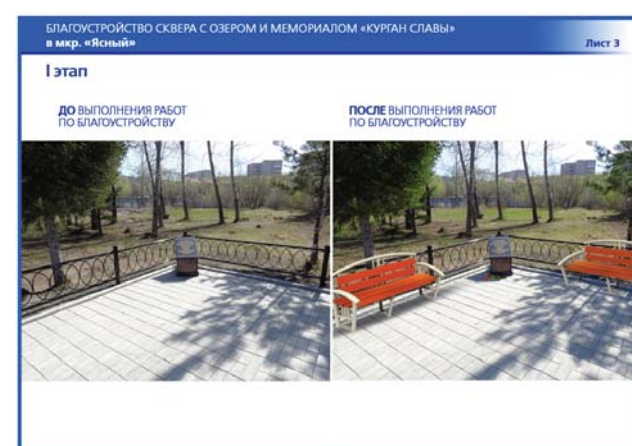 БЛАГОУСТРОЙСТВО СКВЕРА С ОЗЕРОМ И МЕМОРИАЛОМ «КУРГАН СЛАВЫ»
в мкр. «Ясный»
Лист 3
I этап
ДО ВЫПОЛНЕНИЯ РАБОТ
ПО БЛАГОУСТРОЙСТВУ
ПОСЛЕ ВЫПОЛНЕНИЯ РАБОТ
ПО БЛАГОУСТРОЙСТВУ